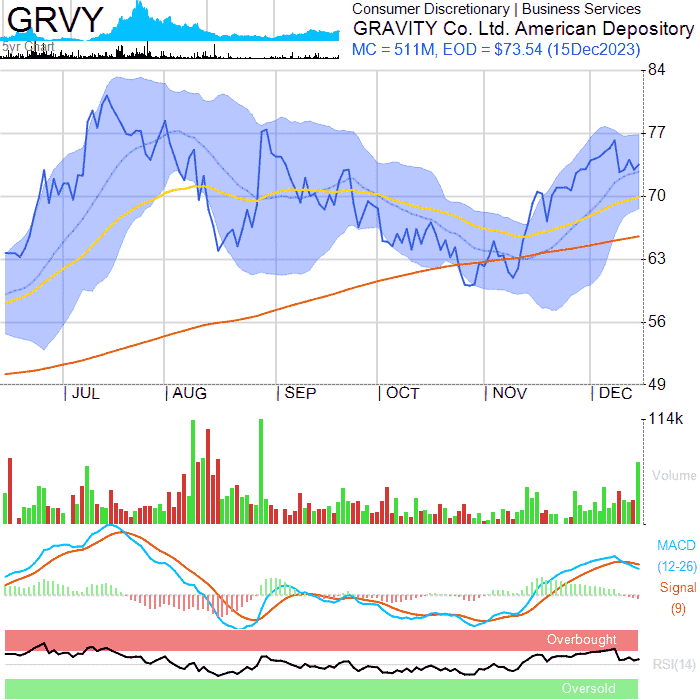 GRVY
5yr Chart
Consumer Discretionary | Business Services
GRAVITY Co. Ltd. American Depository
MC = 511M, EOD = $73.54 (15Dec2023)
84
77
70
63
56
49
JUL
AUG
SEP
OCT
NOV
DEC
114k
Volume
MACD
(12-26)
Signal
(9)
Overbought
RSI(14)
Oversold